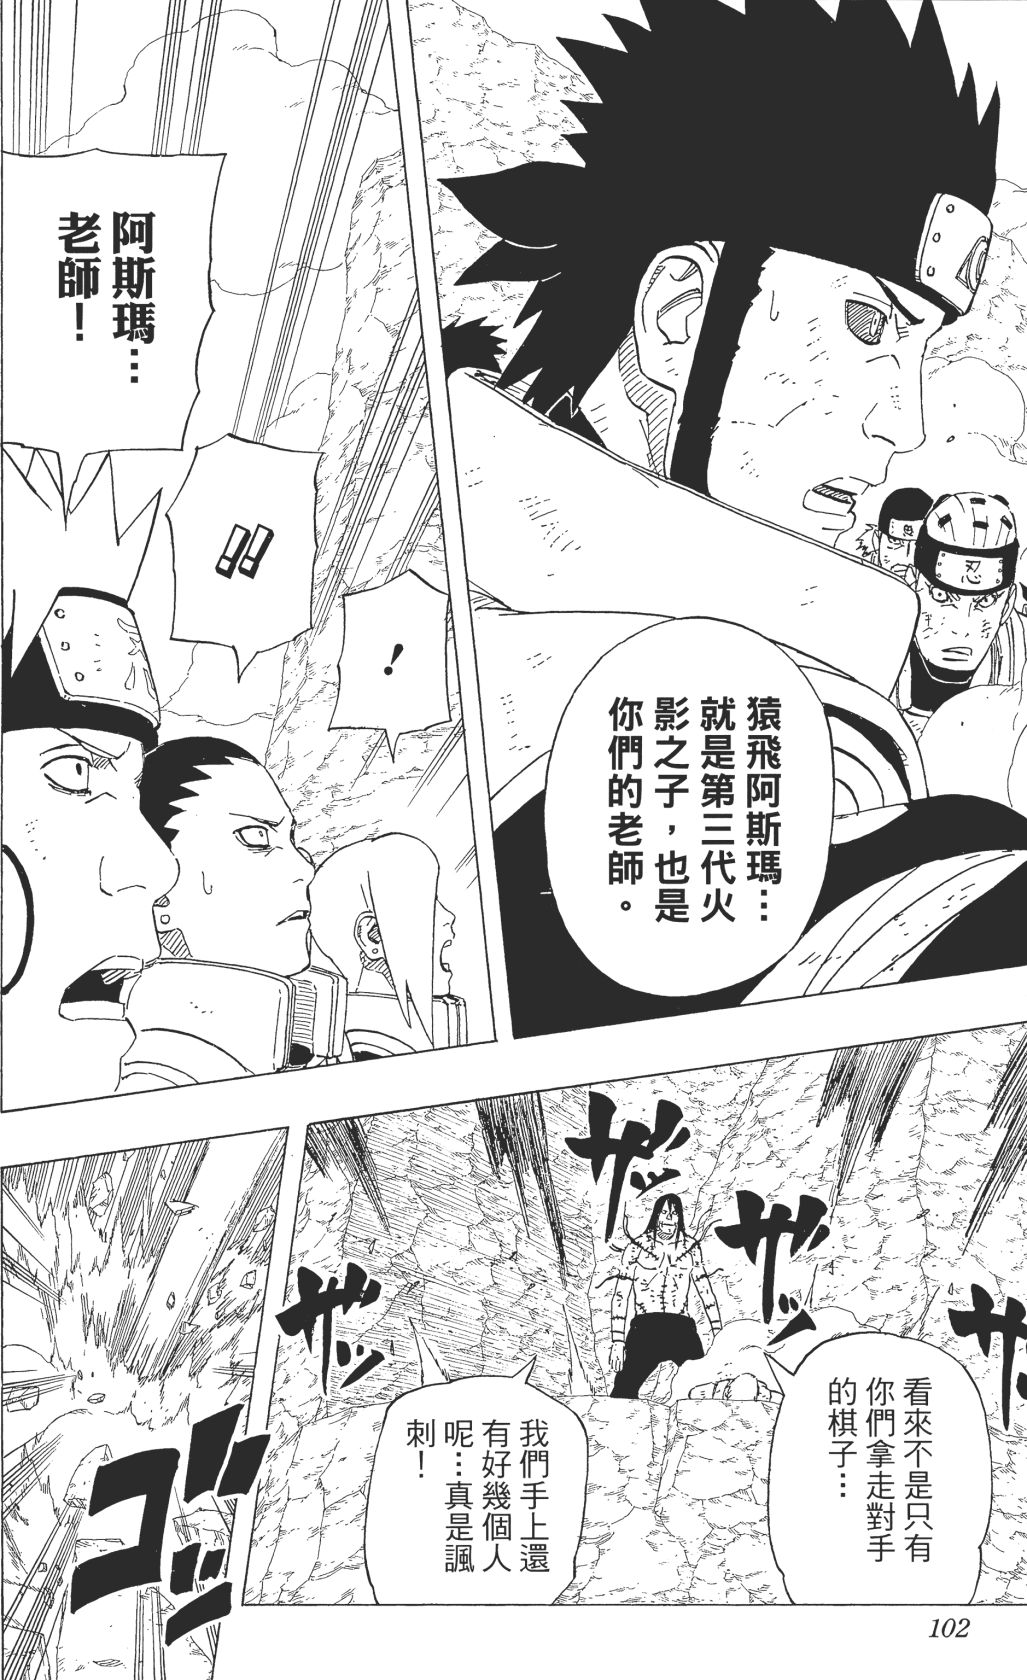 猿飛阿斯瑪…
就是第三代火
影之子，也是
你們的老師。
忍
！
！！
阿斯瑪…
老師！
ザッ
ザッ
ザッ
ザ
看來不是只有
你們拿走對手
的棋子…
我們手上還
有好幾個人
呢…真是諷
刺！
ゴッ
102